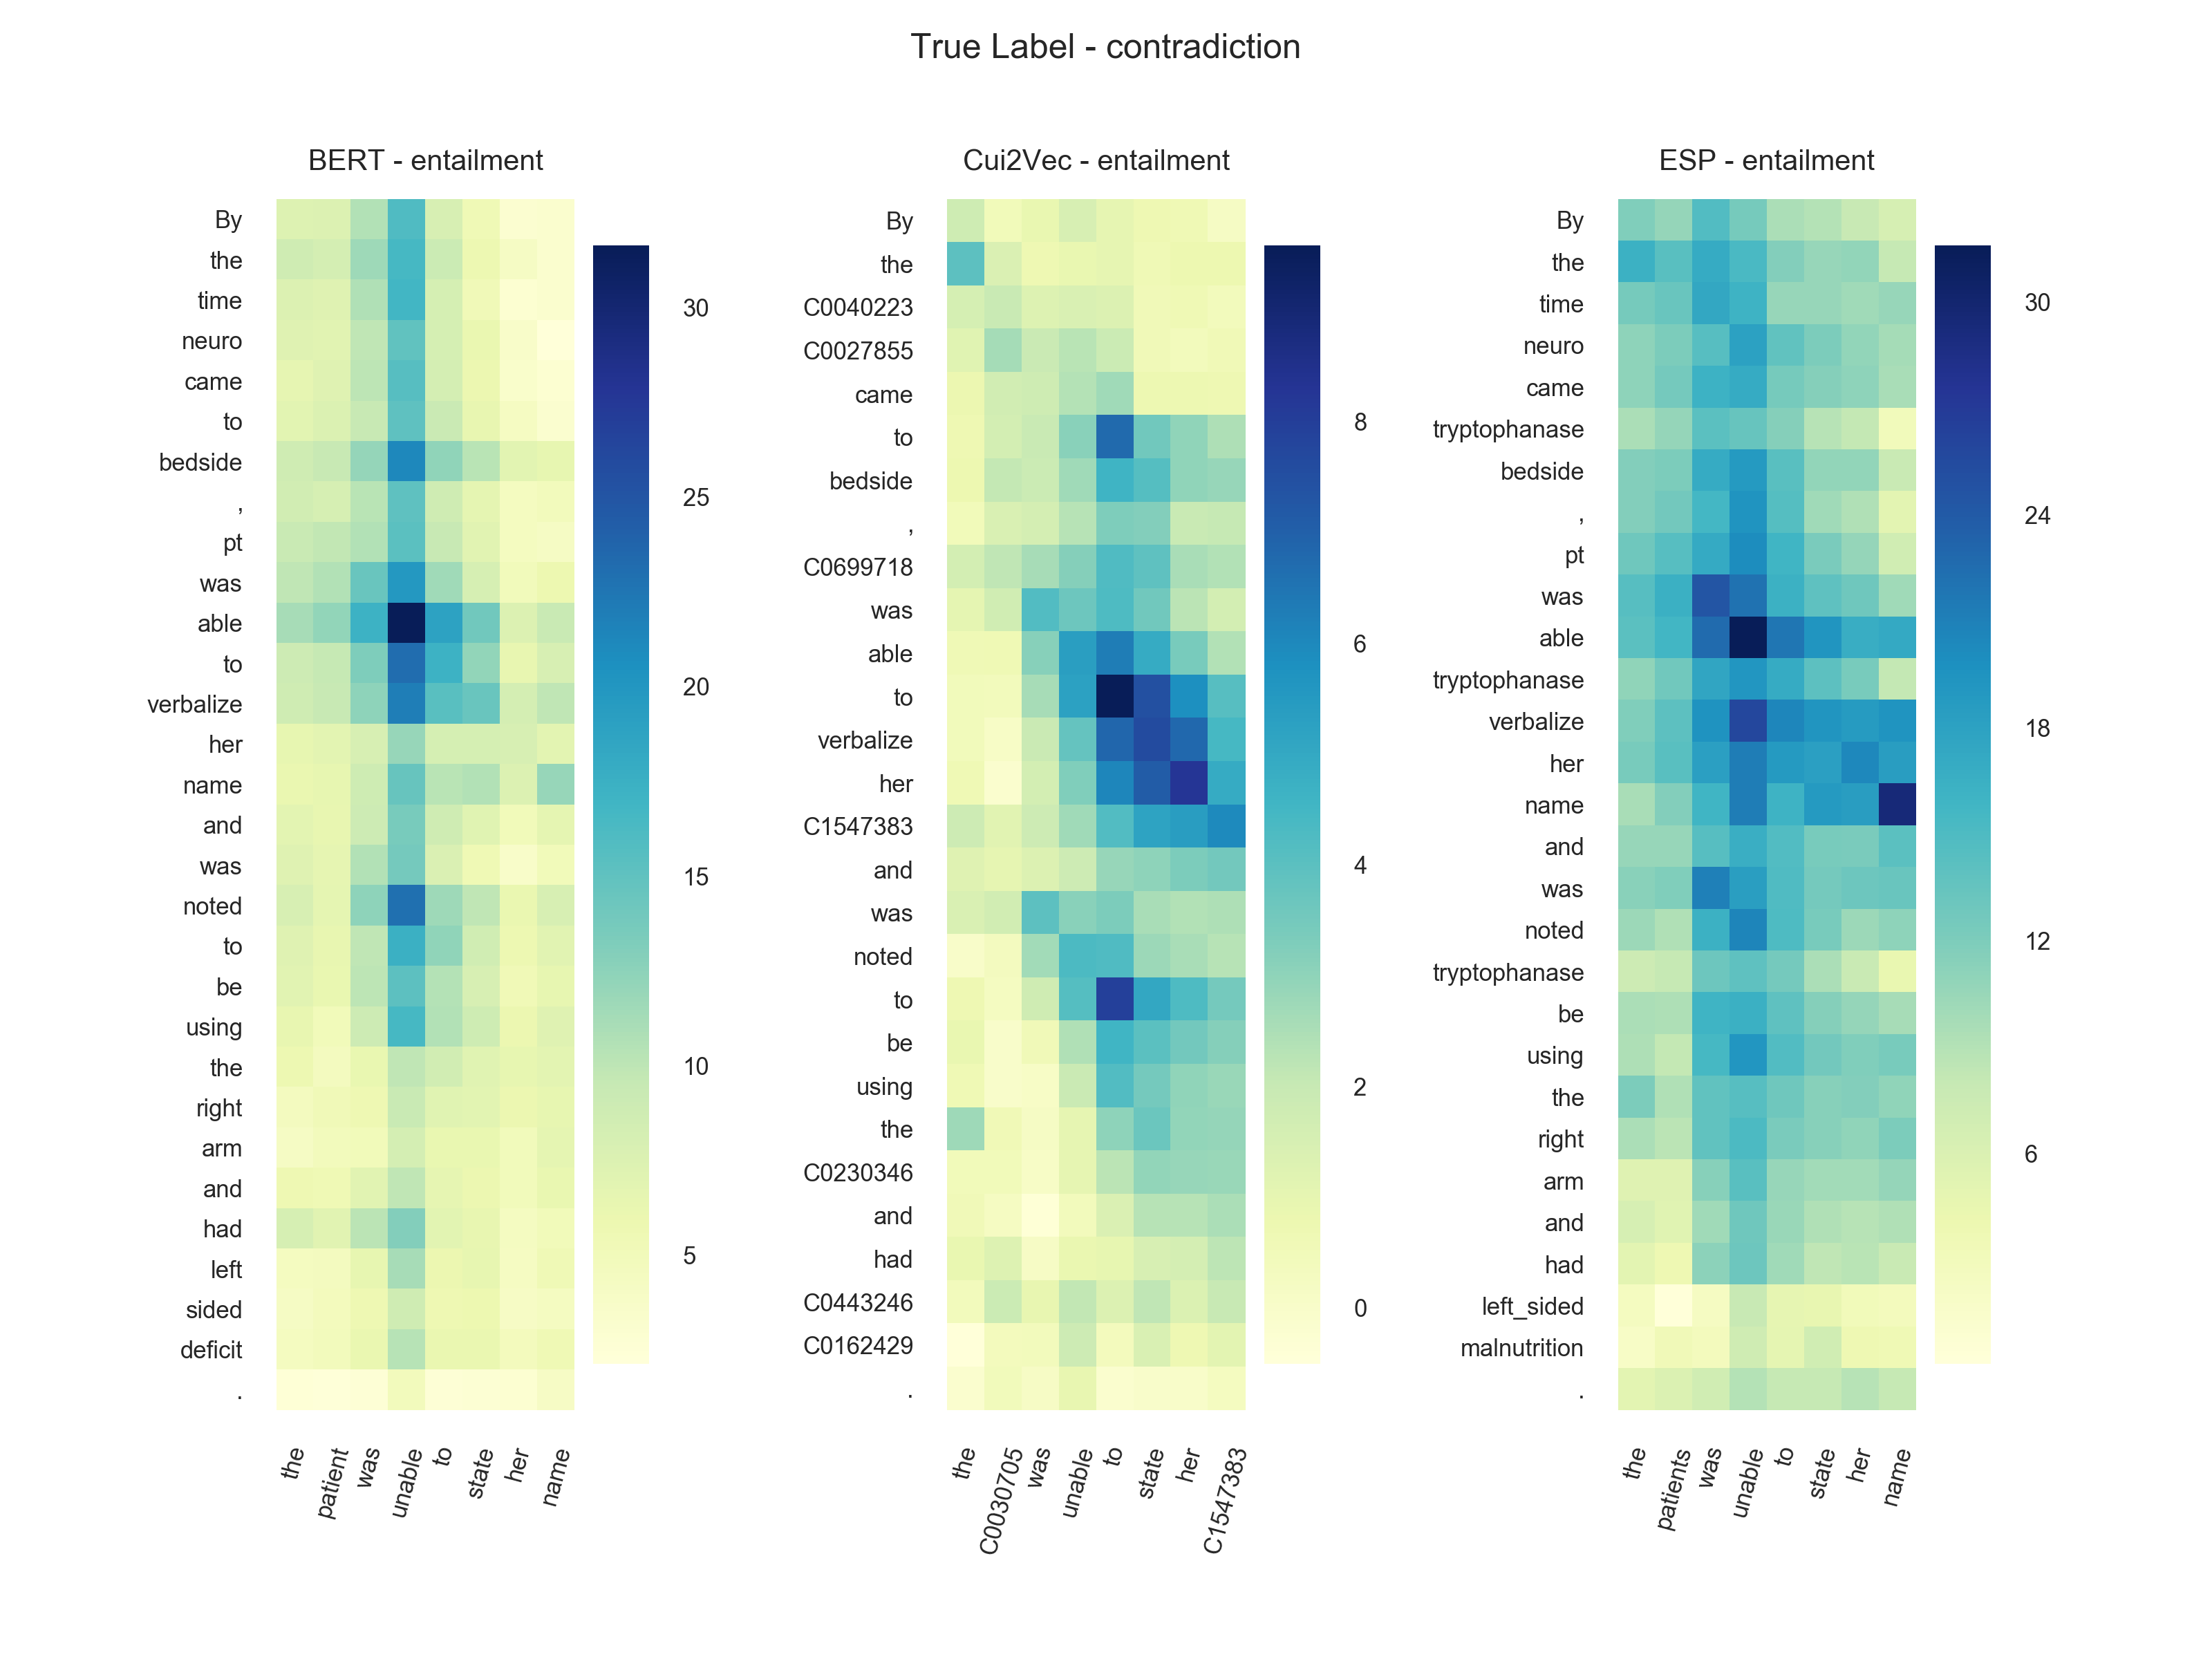 True Label - contradiction
BERT - entailment
By
the
time
neuro
came
to
bedside
,
pt
was
able
to
verbalize
her
name
and
was
noted
to
be
using
the
right
arm
and
had
left
sided
deficit
.
the
patient
was
unable
to
state
her
name
30
25
20
15
10
5
Cui2Vec - entailment
By
the
C0040223
C0027855
came
to
bedside
,
C0699718
was
able
to
verbalize
her
C1547383
and
was
noted
to
be
using
the
C0230346
and
had
C0443246
C0162429
.
the
C0030705
was
unable
to
state
her
C1547383
8
6
4
2
0
ESP - entailment
By
the
time
neuro
came
tryptophanase
bedside
,
pt
was
able
tryptophanase
verbalize
her
name
and
was
noted
tryptophanase
be
using
the
right
arm
and
had
left_sided
malnutrition
.
the
patients
was
unable
to
state
her
name
30
24
18
12
6